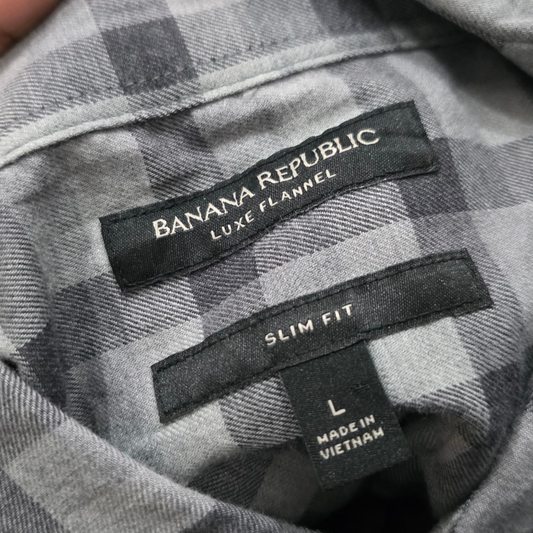 BANANA REPUBLIC
LUXE FLANNEL
SLIM FIT
L
MADE IN
VIETNAM